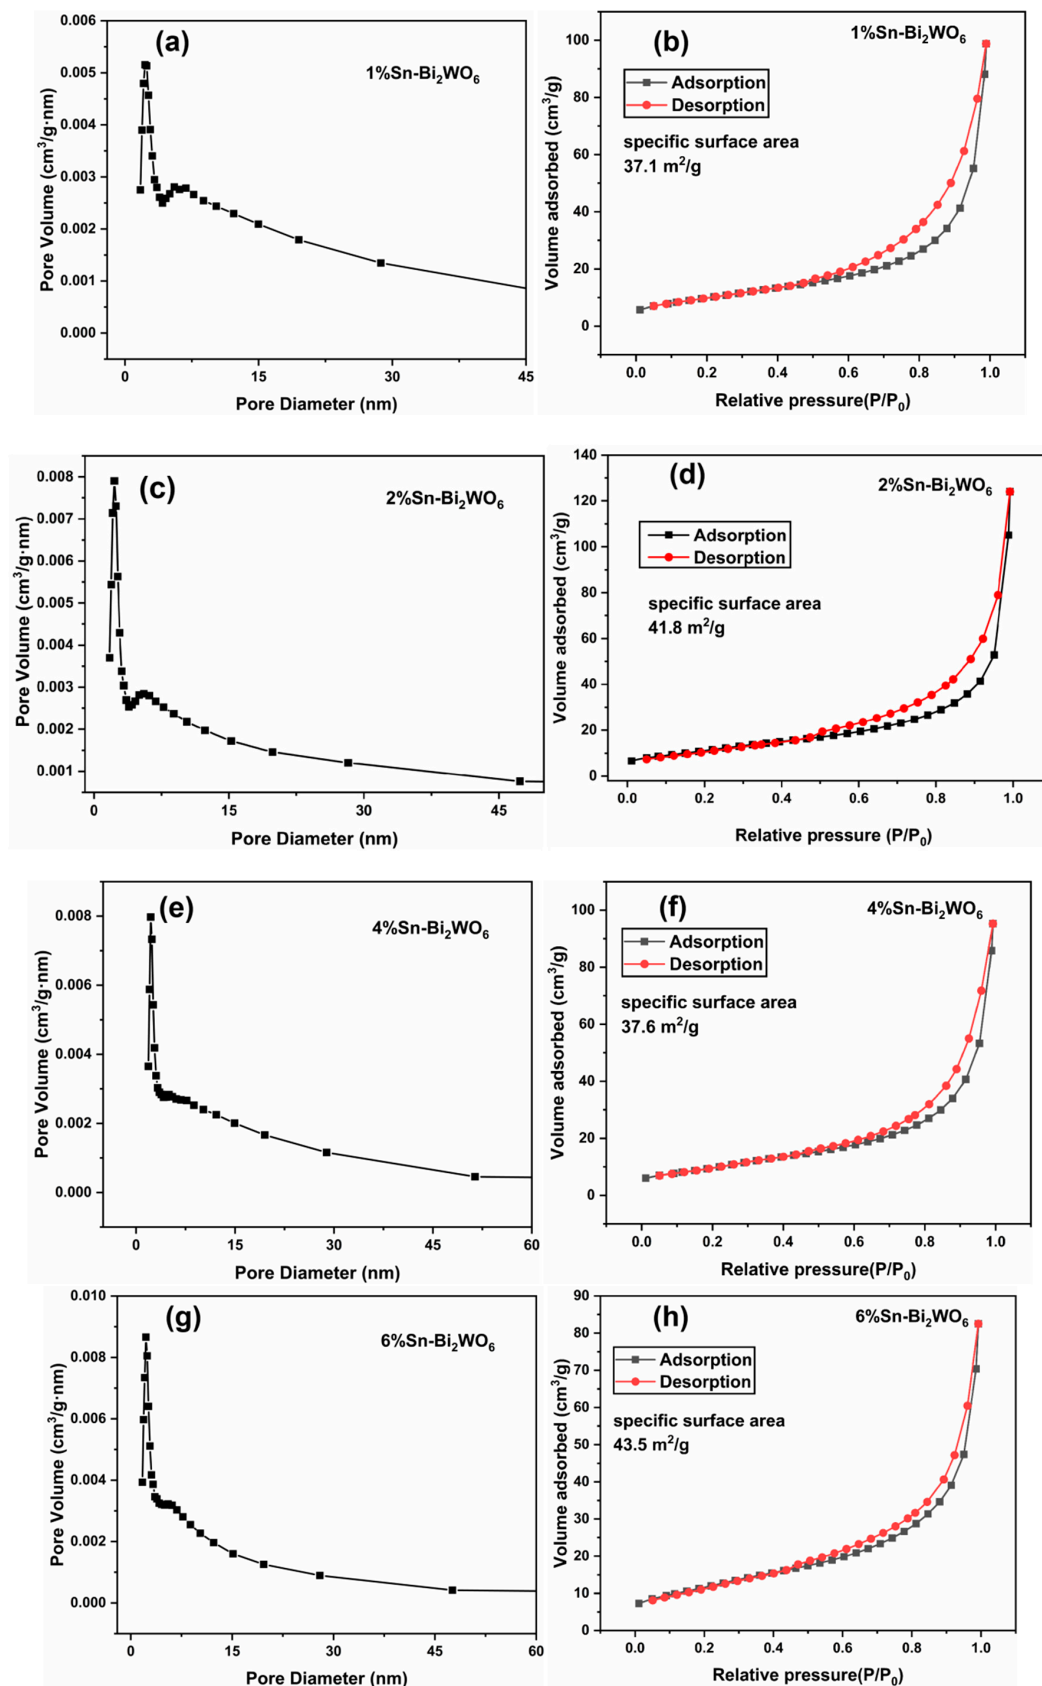 (a)
1%Sn-Bi₂WO₆
0.006
0.005
0.004
0.003
0.002
0.001
0.000
Pore Volume (cm³/g·nm)
0 15 30 45
Pore Diameter (nm)
(b)
1%Sn-Bi₂WO₆
Adsorption
Desorption
specific surface area
37.1 m²/g
100
80
60
40
20
0
Volume adsorbed (cm³/g)
0.0 0.2 0.4 0.6 0.8 1.0
Relative pressure(P/P₀)
(c)
2%Sn-Bi₂WO₆
0.008
0.007
0.006
0.005
0.004
0.003
0.002
0.001
Pore Volume (cm³/g·nm)
0 15 30 45
Pore Diameter (nm)
(d)
2%Sn-Bi₂WO₆
Adsorption
Desorption
specific surface area
41.8 m²/g
140
120
100
80
60
40
20
0
Volume adsorbed (cm³/g)
0.0 0.2 0.4 0.6 0.8 1.0
Relative pressure (P/P₀)
(e)
4%Sn-Bi₂WO₆
0.008
0.006
0.004
0.002
0.000
Pore Volume (cm³/g·nm)
0 15 30 45 60
Pore Diameter (nm)
(f)
4%Sn-Bi₂WO₆
Adsorption
Desorption
specific surface area
37.6 m²/g
100
80
60
40
20
0
Volume adsorbed (cm³/g)
0.0 0.2 0.4 0.6 0.8 1.0
Relative pressure(P/P₀)
(g)
6%Sn-Bi₂WO₆
0.010
0.008
0.006
0.004
0.002
0.000
Pore Volume (cm³/g·nm)
0 15 30 45 60
Pore Diameter (nm)
(h)
6%Sn-Bi₂WO₆
Adsorption
Desorption
specific surface area
43.5 m²/g
90
80
70
60
50
40
30
20
10
0
Volume adsorbed (cm³/g)
0.0 0.2 0.4 0.6 0.8 1.0
Relative pressure(P/P₀)